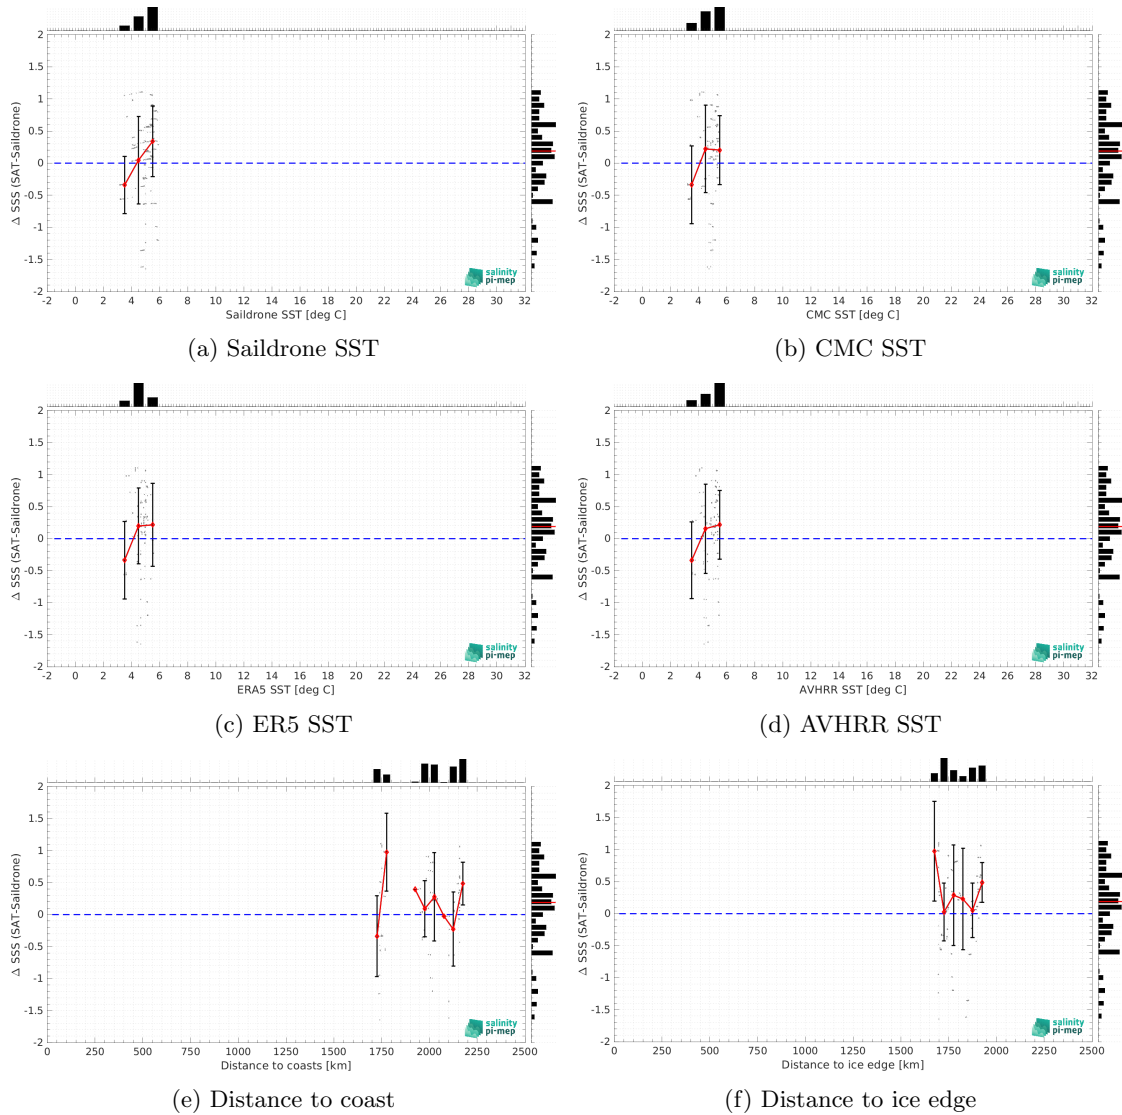 2
1.5
1
0.5
0
-0.5
-1
-1.5
-2
Δ SSS (SAT-Saildrone)
-2 0 2 4 6 8 10 12 14 16 18 20 22 24 26 28 30 32
Saildrone SST [deg C]
salinity
pi-mep
(a) Saildrone SST
2
1.5
1
0.5
0
-0.5
-1
-1.5
-2
Δ SSS (SAT-Saildrone)
-2 0 2 4 6 8 10 12 14 16 18 20 22 24 26 28 30 32
CMC SST [deg C]
salinity
pi-mep
(b) CMC SST
2
1.5
1
0.5
0
-0.5
-1
-1.5
-2
Δ SSS (SAT-Saildrone)
-2 0 2 4 6 8 10 12 14 16 18 20 22 24 26 28 30 32
ERA5 SST [deg C]
salinity
pi-mep
(c) ER5 SST
2
1.5
1
0.5
0
-0.5
-1
-1.5
-2
Δ SSS (SAT-Saildrone)
-2 0 2 4 6 8 10 12 14 16 18 20 22 24 26 28 30 32
AVHRR SST [deg C]
salinity
pi-mep
(d) AVHRR SST
2
1.5
1
0.5
0
-0.5
-1
-1.5
-2
Δ SSS (SAT-Saildrone)
0 250 500 750 1000 1250 1500 1750 2000 2250 2500
Distance to coasts [km]
salinity
pi-mep
(e) Distance to coast
2
1.5
1
0.5
0
-0.5
-1
-1.5
-2
Δ SSS (SAT-Saildrone)
0 250 500 750 1000 1250 1500 1750 2000 2250 2500
Distance to ice edge [km]
salinity
pi-mep
(f) Distance to ice edge